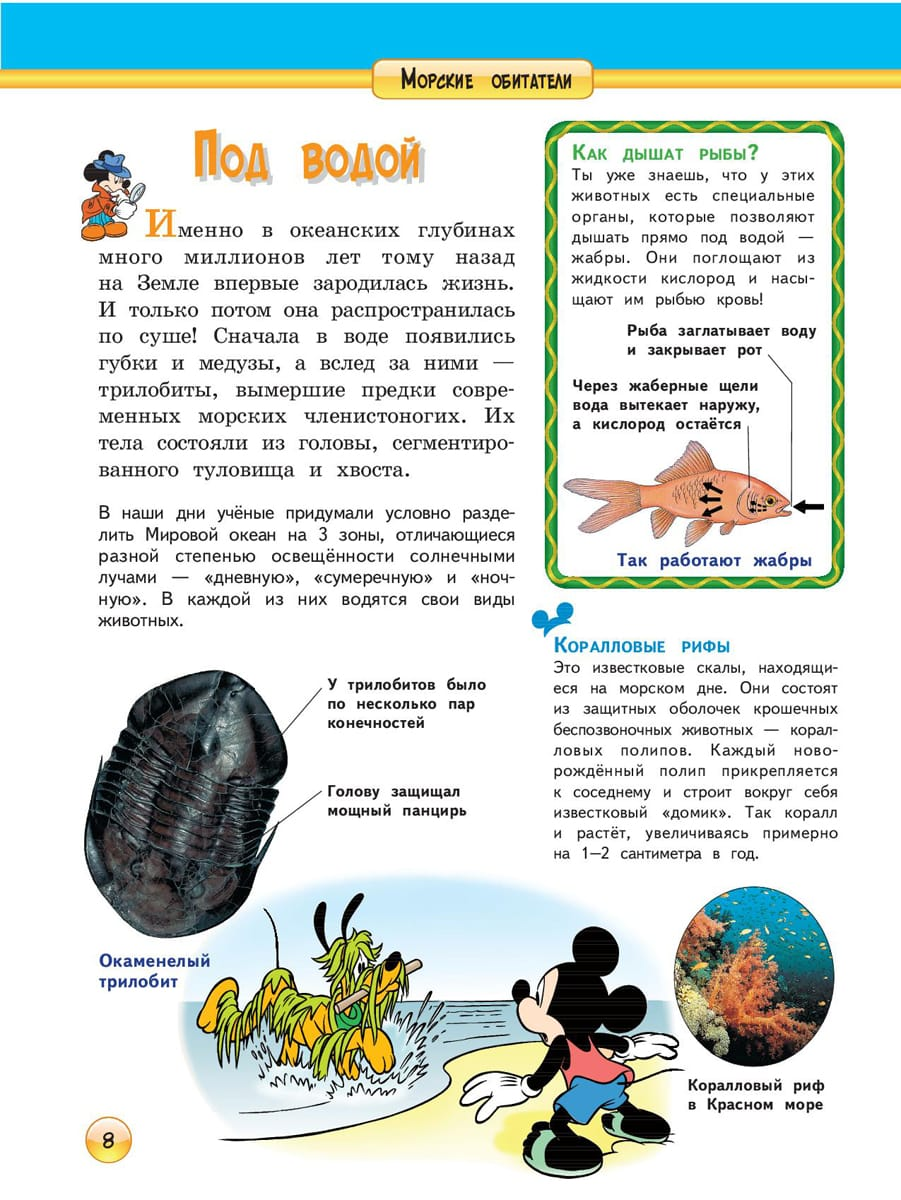 Морские обитатели
Под водой
Именно в океанских глубинах
много миллионов лет тому назад
на Земле впервые зародилась жизнь.
И только потом она распространилась
по суше! Сначала в воде появились
губки и медузы, а вслед за ними —
трилобиты, вымершие предки совре-
менных морских членистоногих. Их
тела состояли из головы, сегментиро-
ванного туловища и хвоста.
В наши дни учёные придумали условно разде-
лить Мировой океан на 3 зоны, отличающиеся
разной степенью освещённости солнечными
лучами — «дневную», «сумеречную» и «ноч-
ную». В каждой из них водятся свои виды
животных.
У трилобитов было
по несколько пар
конечностей
Голову защищал
мощный панцирь
Окаменелый
трилобит
Как дышат рыбы?
Ты уже знаешь, что у этих
животных есть специальные
органы, которые позволяют
дышать прямо под водой —
жабры. Они поглощают из
жидкости кислород и насы-
щают им рыбью кровь!
Рыба заглатывает воду
и закрывает рот
Через жаберные щели
вода вытекает наружу,
а кислород остаётся
Так работают жабры
Коралловые рифы
Это известковые скалы, находящи-
еся на морском дне. Они состоят
из защитных оболочек крошечных
беспозвоночных животных — корал-
ловых полипов. Каждый ново-
рождённый полип прикрепляется
к соседнему и строит вокруг себя
известковый «домик». Так коралл
и растёт, увеличиваясь примерно
на 1—2 сантиметра в год.
Коралловый риф
в Красном море
8